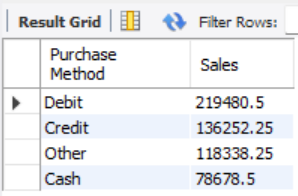 Result Grid Filter Rows:
Purchase Method Sales
Debit 219480.5
Credit 136252.25
Other 118338.25
Cash 78678.5